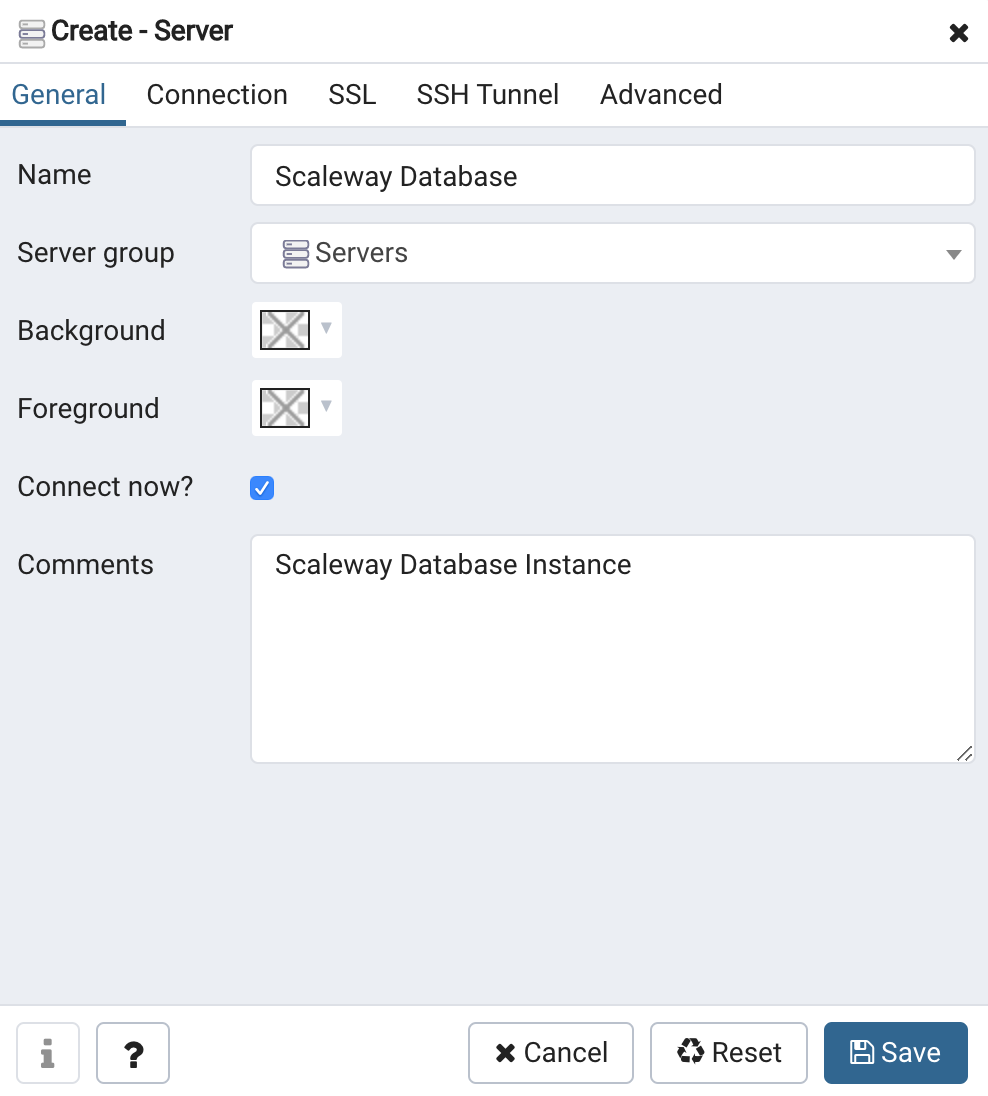 Create - Server
General Connection SSL SSH Tunnel Advanced
Name Scaleway Database
Server group Servers
Background
Foreground
Connect now?
Comments Scaleway Database Instance
i ? Cancel Reset Save